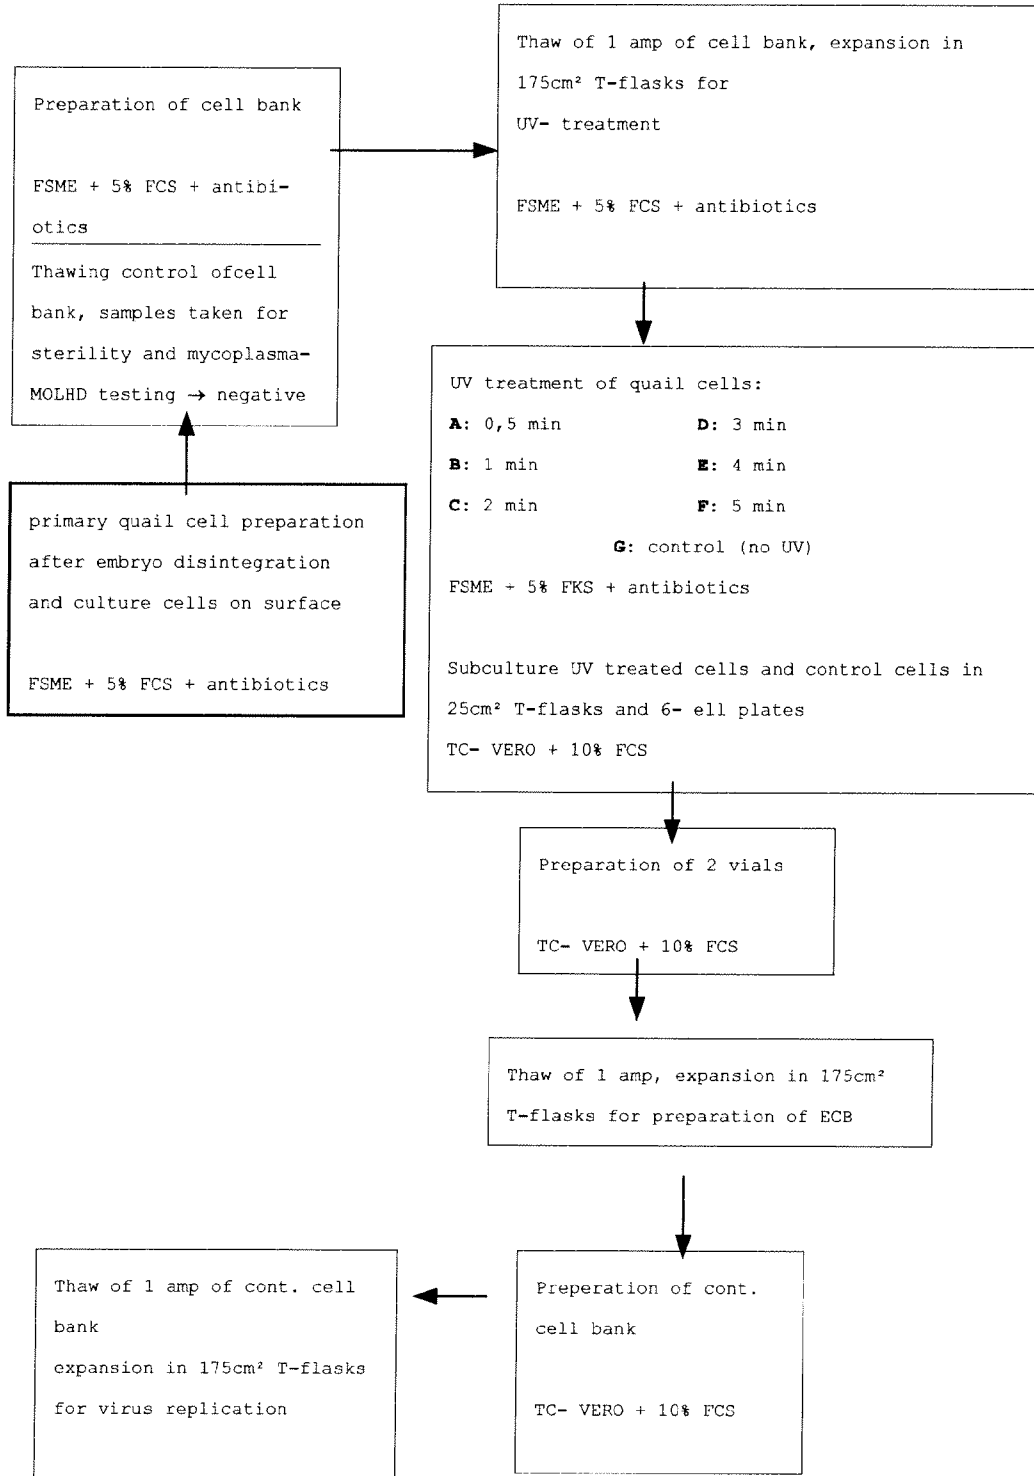 primary quail cell preparation
after embryo disintegration
and culture cells on surface
FSME + 5% FCS + antibiotics
Preparation of cell bank
FSME + 5% FCS + antibi-
otics
Thawing control ofcell
bank, samples taken for
sterility and mycoplasma-
MOLHD testing → negative
Thaw of 1 amp of cell bank, expansion in
175cm² T-flasks for
UV- treatment
FSME + 5% FCS + antibiotics
UV treatment of quail cells:
A: 0,5 min D: 3 min
B: 1 min E: 4 min
C: 2 min F: 5 min
G: control (no UV)
FSME + 5% FKS + antibiotics
Subculture UV treated cells and control cells in
25cm² T-flasks and 6- ell plates
TC- VERO + 10% FCS
Preparation of 2 vials
TC- VERO + 10% FCS
Thaw of 1 amp, expansion in 175cm²
T-flasks for preparation of ECB
Preperation of cont.
cell bank
TC- VERO + 10% FCS
Thaw of 1 amp of cont. cell
bank
expansion in 175cm² T-flasks
for virus replication